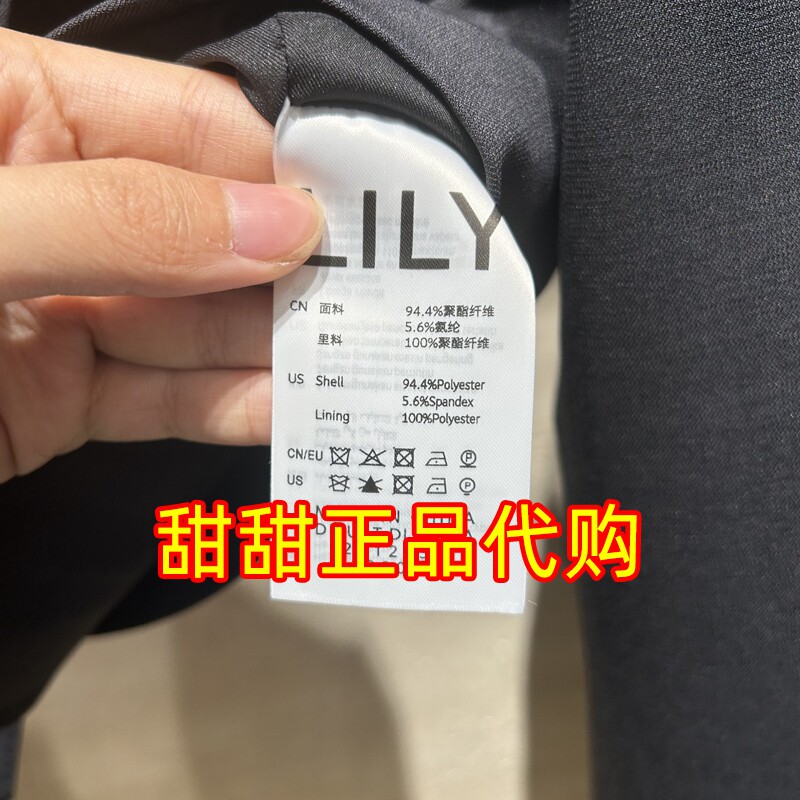 LILY
CN 面料 94.4%聚酯纤维
5.6%氨纶
里料 100%聚酯纤维
US Shell 94.4%Polyester
5.6%Spandex
Lining 100%Polyester
CN/EU
US
甜甜正品代购